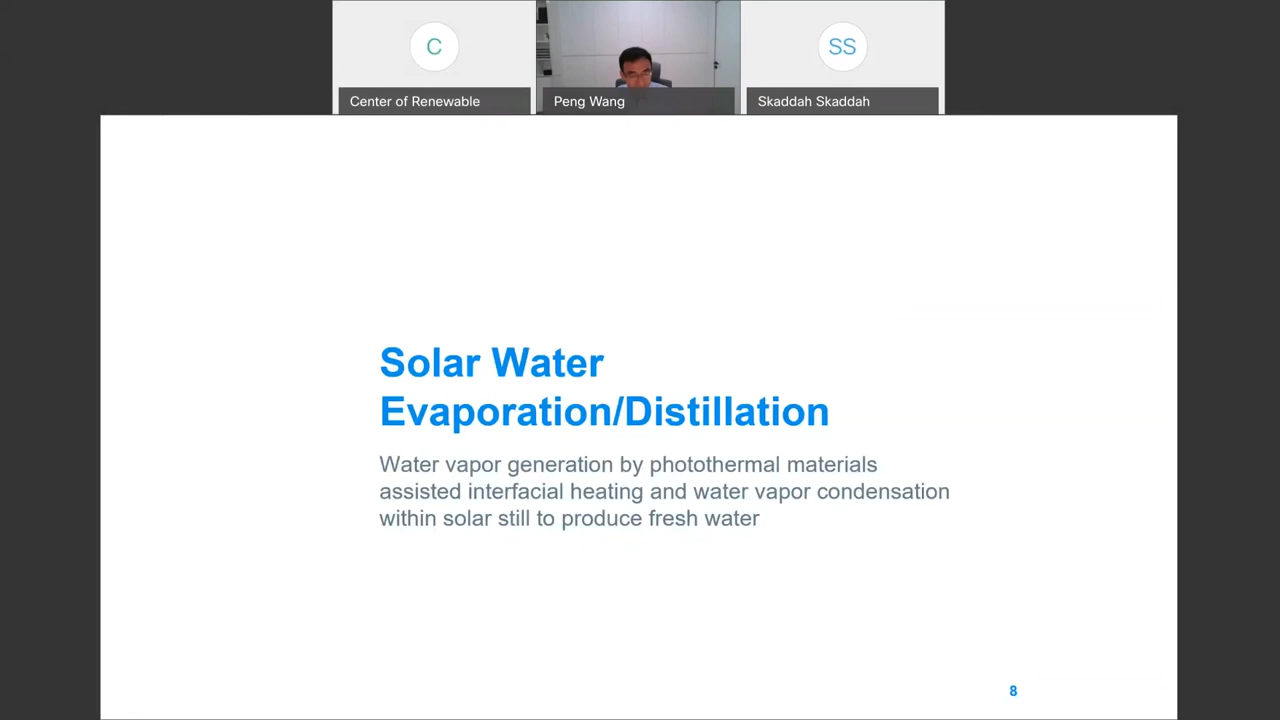 C
SS
Center of Renewable
Peng Wang
Skaddah Skaddah
Solar Water
Evaporation/Distillation
Water vapor generation by photothermal materials
assisted interfacial heating and water vapor condensation
within solar still to produce fresh water
8